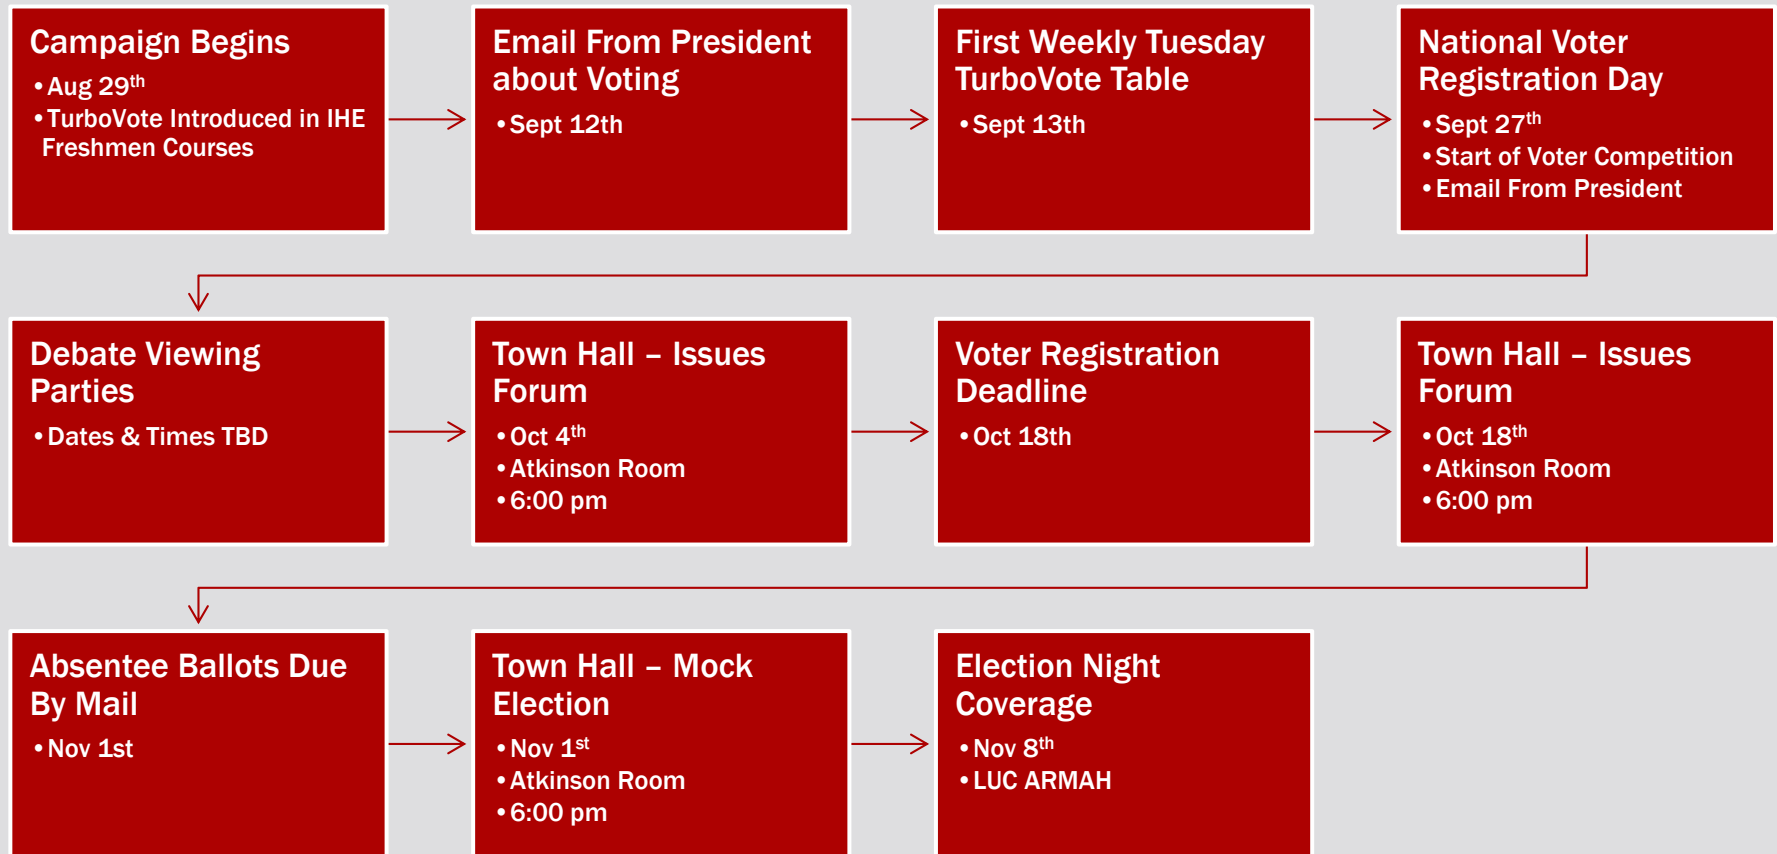 Campaign Begins
• Aug 29th
• TurboVote Introduced in IHE
Freshmen Courses
Email From President
about Voting
• Sept 12th
First Weekly Tuesday
TurboVote Table
• Sept 13th
National Voter
Registration Day
• Sept 27th
• Start of Voter Competition
• Email From President
Debate Viewing
Parties
• Dates & Times TBD
Town Hall – Issues
Forum
• Oct 4th
• Atkinson Room
• 6:00 pm
Voter Registration
Deadline
• Oct 18th
Town Hall – Issues
Forum
• Oct 18th
• Atkinson Room
• 6:00 pm
Absentee Ballots Due
By Mail
• Nov 1st
Town Hall – Mock
Election
• Nov 1st
• Atkinson Room
• 6:00 pm
Election Night
Coverage
• Nov 8th
• LUC ARMAH